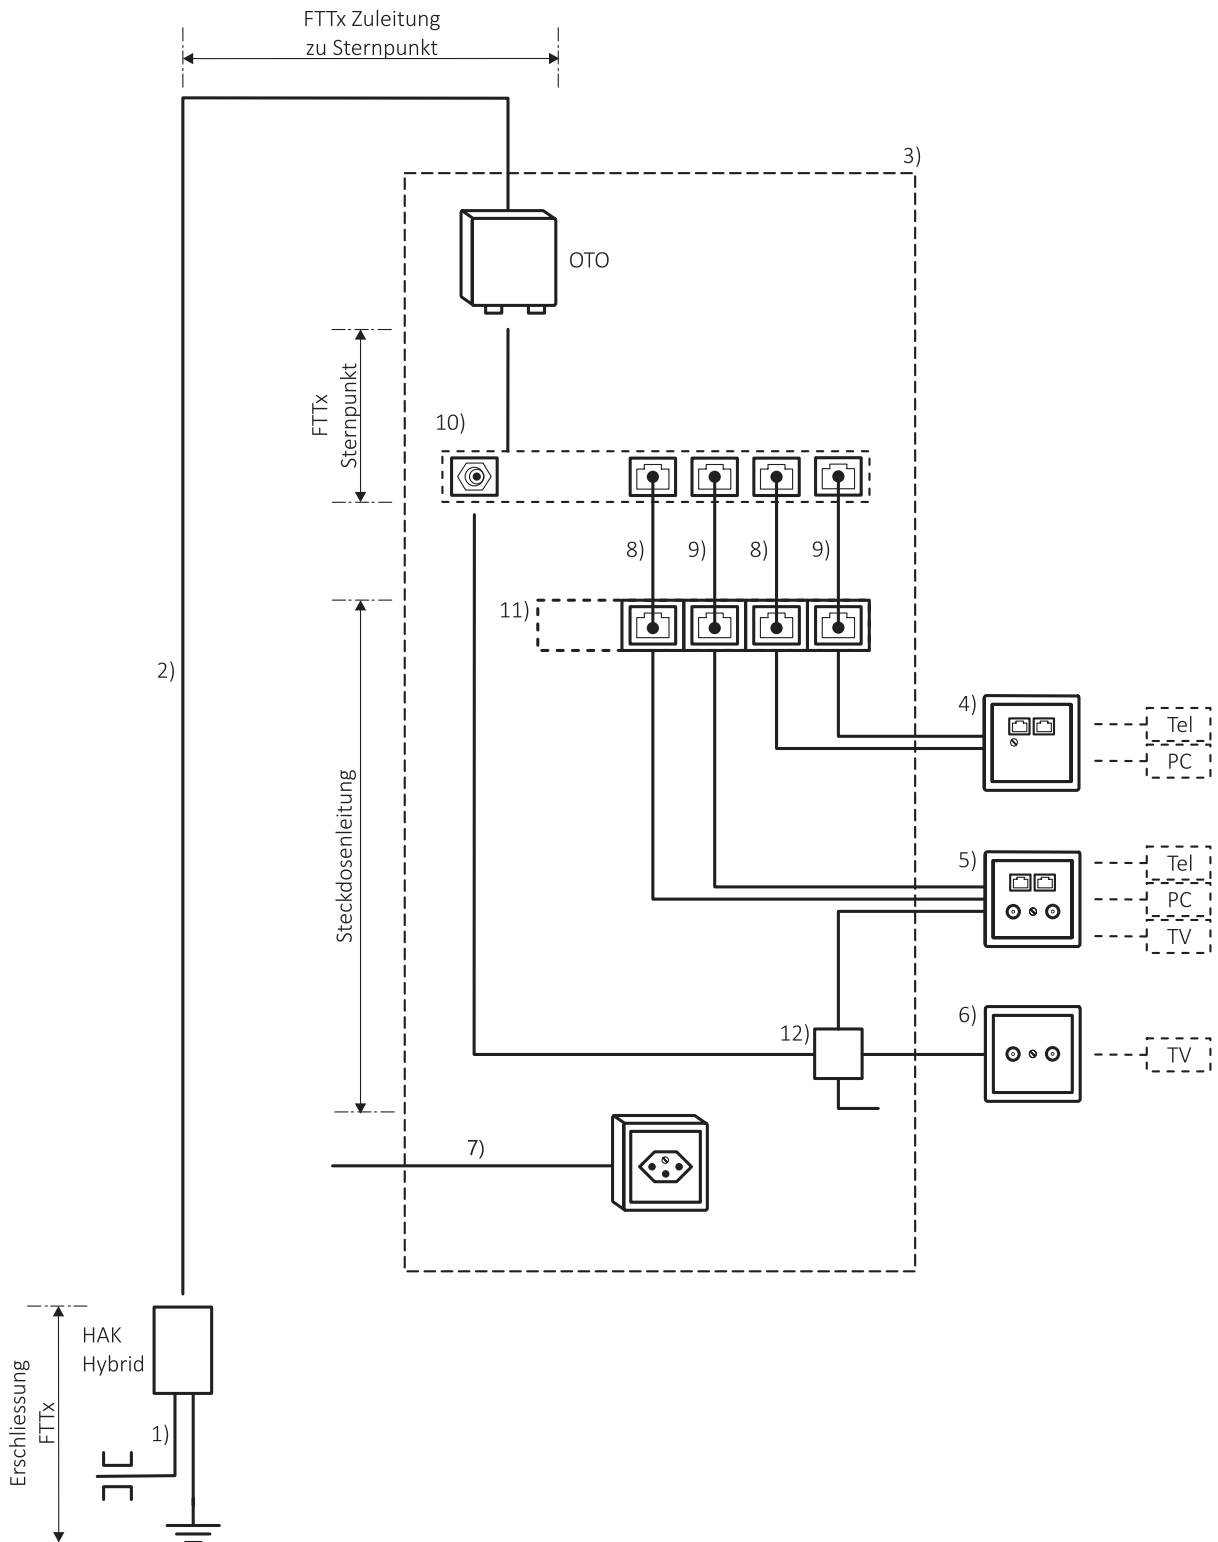 FTTx Zuleitung
zu Sternpunkt
3)
OTO
FTTx
Sternpunkt
10)
8)
9)
8)
9)
11)
2)
4)
Tel
PC
Steckdosenleitung
5)
Tel
PC
TV
12)
6)
TV
7)
HAK
Hybrid
Erschliessung
FTTx
1)